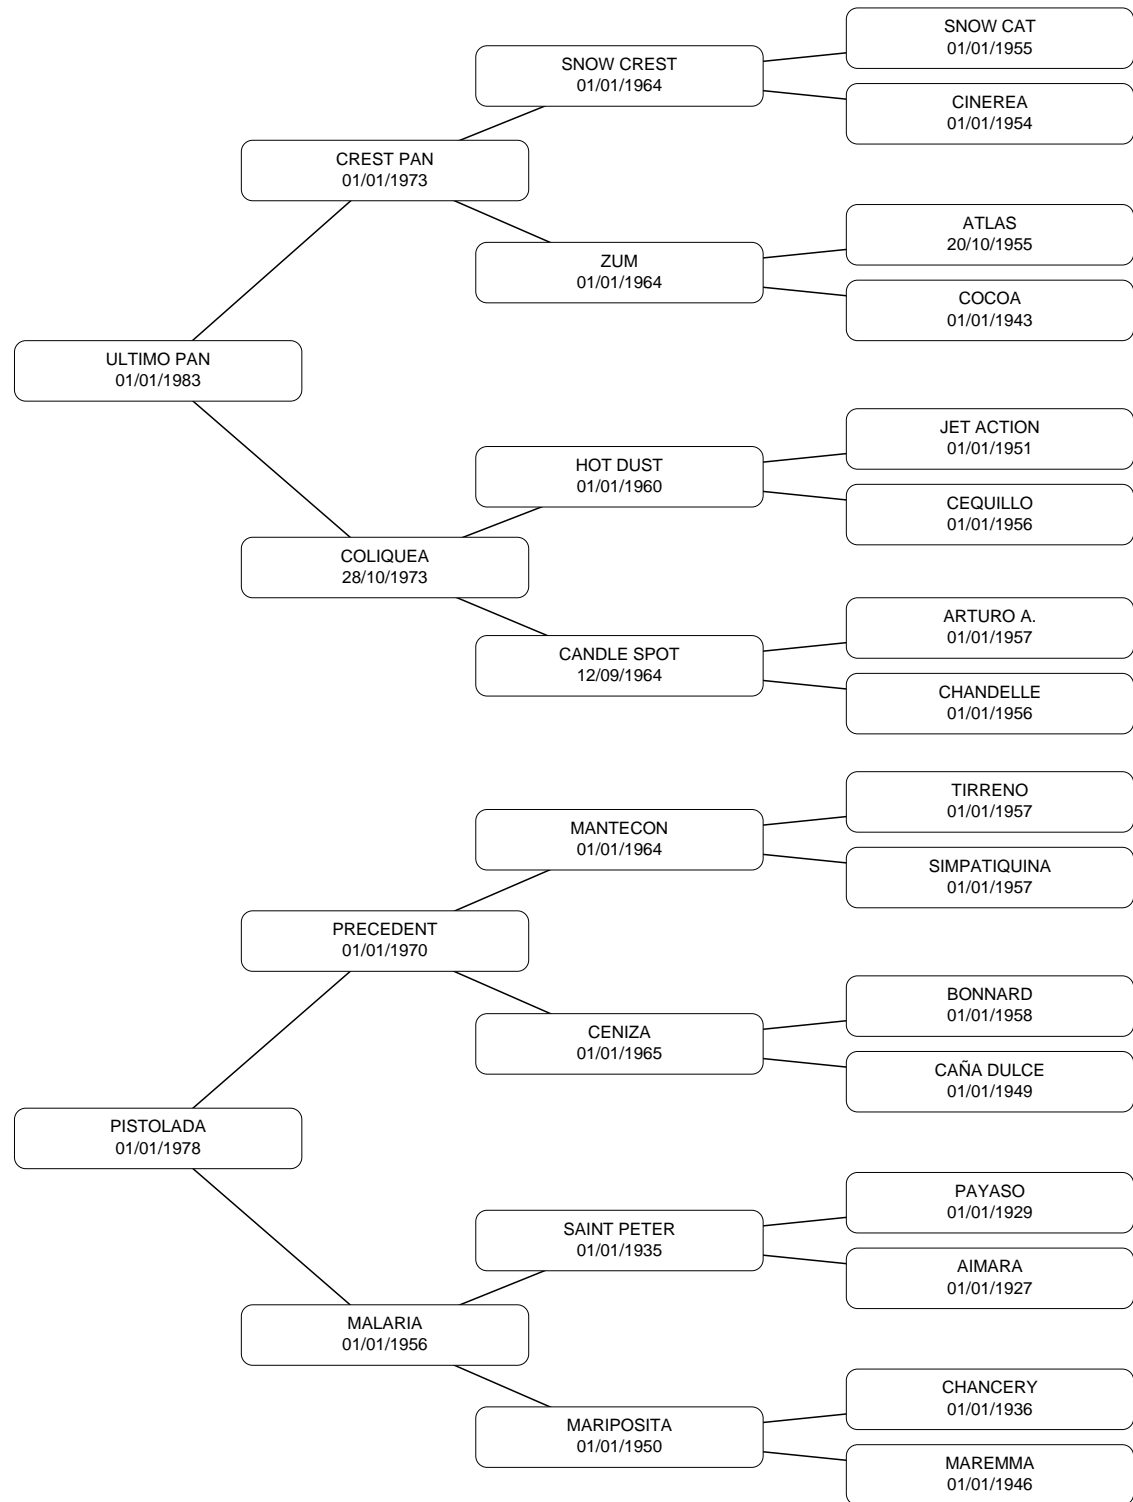 SNOW CAT
01/01/1955
SNOW CREST
01/01/1964
CINEREA
01/01/1954
CREST PAN
01/01/1973
ATLAS
20/10/1955
ZUM
01/01/1964
COCOA
01/01/1943
ULTIMO PAN
01/01/1983
JET ACTION
01/01/1951
HOT DUST
01/01/1960
CEQUILLO
01/01/1956
COLIQUEA
28/10/1973
ARTURO A.
01/01/1957
CANDLE SPOT
12/09/1964
CHANDELLE
01/01/1956
TIRRENO
01/01/1957
MANTECON
01/01/1964
SIMPATIQUINA
01/01/1957
PRECEDENT
01/01/1970
BONNARD
01/01/1958
CENIZA
01/01/1965
CAÑA DULCE
01/01/1949
PISTOLADA
01/01/1978
PAYASO
01/01/1929
SAINT PETER
01/01/1935
AIMARA
01/01/1927
MALARIA
01/01/1956
CHANCERY
01/01/1936
MARIPOSITA
01/01/1950
MAREMMA
01/01/1946